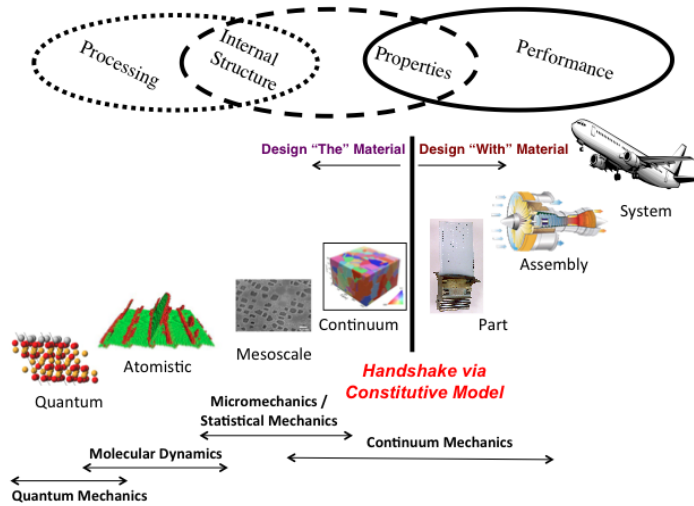 Processing
Internal
Structure
Properties
Performance
Design "The" Material
Design "With" Material
System
Assembly
Part
Continuum
Mesoscale
Atomistic
Quantum
Handshake via
Constitutive Model
Micromechanics /
Statistical Mechanics
Continuum Mechanics
Molecular Dynamics
Quantum Mechanics